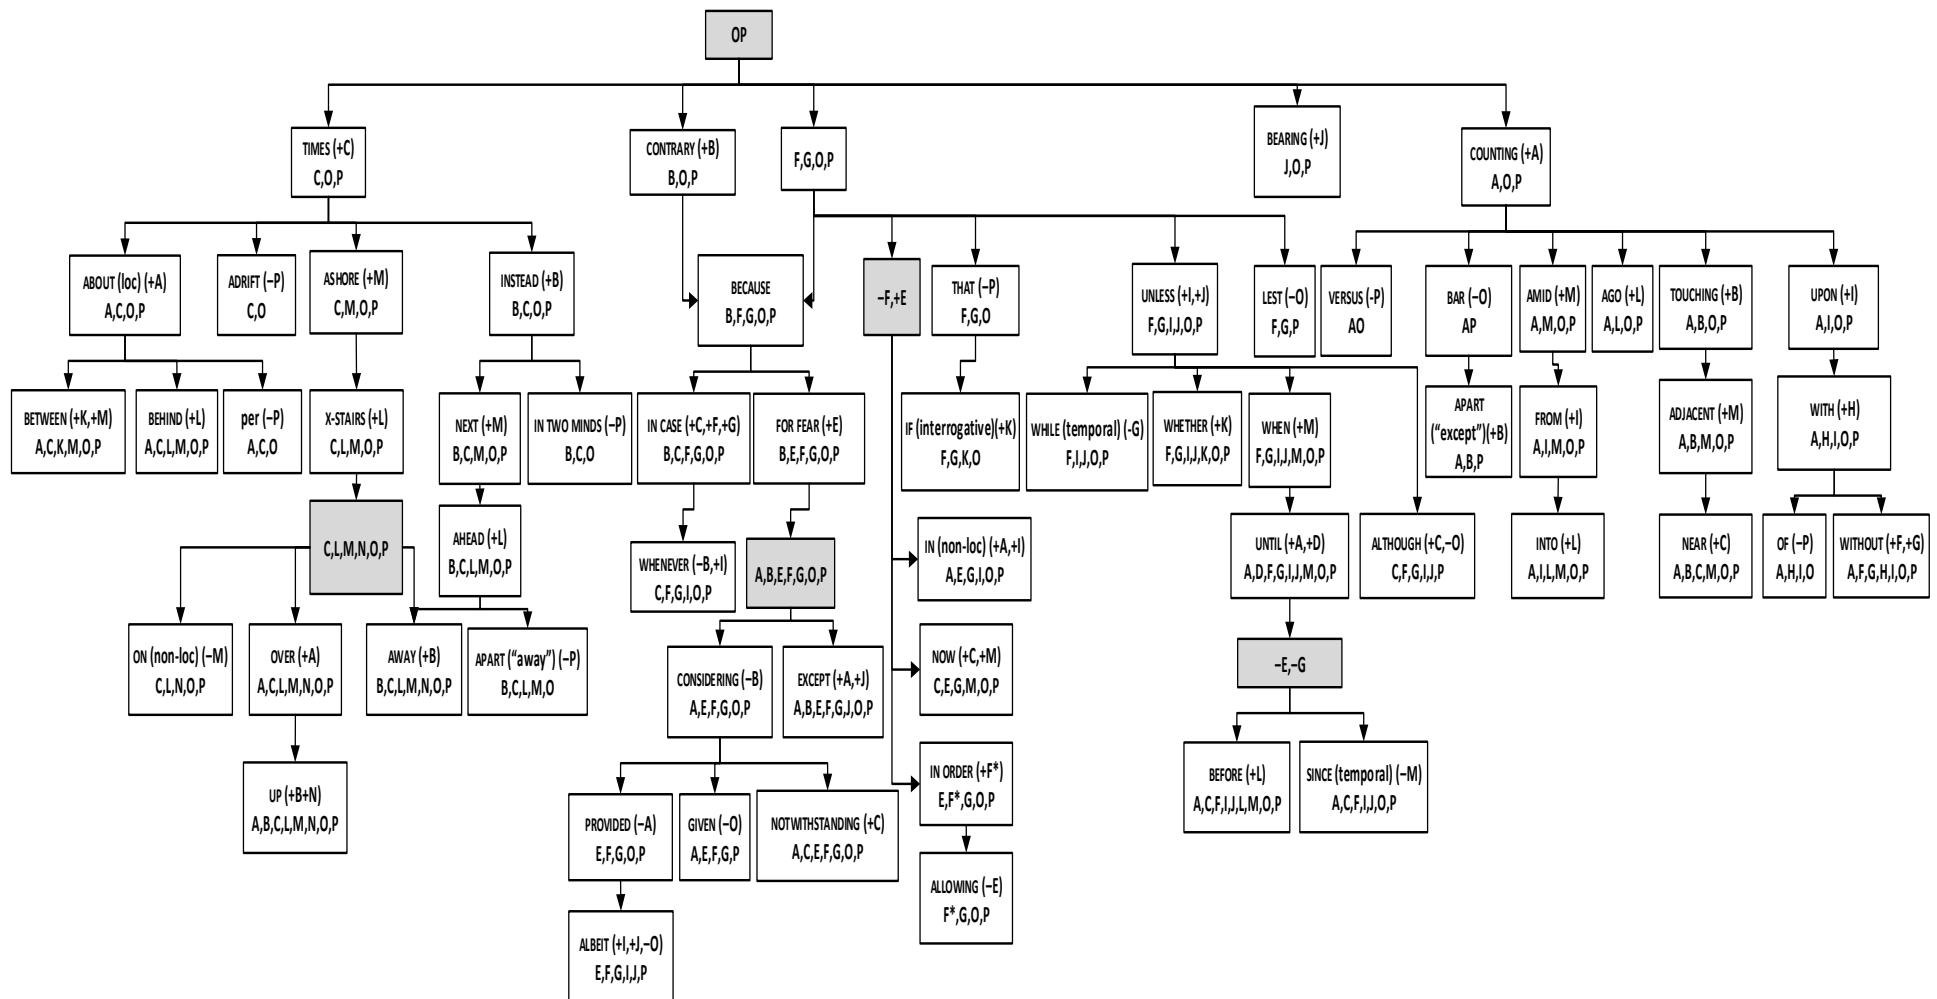 OP
TIMES (+C)
C,O,P
CONTRARY (+B)
B,O,P
F,G,O,P
BEARING (+J)
J,O,P
COUNTING (+A)
A,O,P
ABOUT (loc) (+A)
A,C,O,P
ADRIFT (−P)
C,O
ASHORE (+M)
C,M,O,P
INSTEAD (+B)
B,C,O,P
BECAUSE
B,F,G,O,P
−F,+E
THAT (−P)
F,G,O
UNLESS (+I,+J)
F,G,I,J,O,P
LEST (−O)
F,G,P
VERSUS (-P)
AO
BAR (−O)
AP
AMID (+M)
A,M,O,P
AGO (+L)
A,L,O,P
TOUCHING (+B)
A,B,O,P
UPON (+I)
A,I,O,P
BETWEEN (+K,+M)
A,C,K,M,O,P
BEHIND (+L)
A,C,L,M,O,P
per (−P)
A,C,O
X-STAIRS (+L)
C,L,M,O,P
NEXT (+M)
B,C,M,O,P
IN TWO MINDS (−P)
B,C,O
IN CASE (+C,+F,+G)
B,C,F,G,O,P
FOR FEAR (+E)
B,E,F,G,O,P
IF (interrogative)(+K)
F,G,K,O
WHILE (temporal) (-G)
F,I,J,O,P
WHETHER (+K)
F,G,I,J,K,O,P
WHEN (+M)
F,G,I,J,M,O,P
APART
("except")(+B)
A,B,P
FROM (+I)
A,I,M,O,P
ADJACENT (+M)
A,B,M,O,P
WITH (+H)
A,H,I,O,P
C,L,M,N,O,P
AHEAD (+L)
B,C,L,M,O,P
WHENEVER (−B,+I)
C,F,G,I,O,P
A,B,E,F,G,O,P
IN (non-loc) (+A,+I)
A,E,G,I,O,P
UNTIL (+A,+D)
A,D,F,G,I,J,M,O,P
ALTHOUGH (+C,−O)
C,F,G,I,J,P
INTO (+L)
A,I,L,M,O,P
NEAR (+C)
A,B,C,M,O,P
OF (−P)
A,H,I,O
WITHOUT (+F,+G)
A,F,G,H,I,O,P
ON (non-loc) (−M)
C,L,N,O,P
OVER (+A)
A,C,L,M,N,O,P
AWAY (+B)
B,C,L,M,N,O,P
APART ("away") (−P)
B,C,L,M,O
CONSIDERING (−B)
A,E,F,G,O,P
EXCEPT (+A,+J)
A,B,E,F,G,J,O,P
NOW (+C,+M)
C,E,G,M,O,P
−E,−G
UP (+B+N)
A,B,C,L,M,N,O,P
PROVIDED (−A)
E,F,G,O,P
GIVEN (−O)
A,E,F,G,P
NOTWITHSTANDING (+C)
A,C,E,F,G,O,P
IN ORDER (+F*)
E,F*,G,O,P
BEFORE (+L)
A,C,F,I,J,L,M,O,P
SINCE (temporal) (−M)
A,C,F,I,J,O,P
ALLOWING (−E)
F*,G,O,P
ALBEIT (+I,+J,−O)
E,F,G,I,J,P